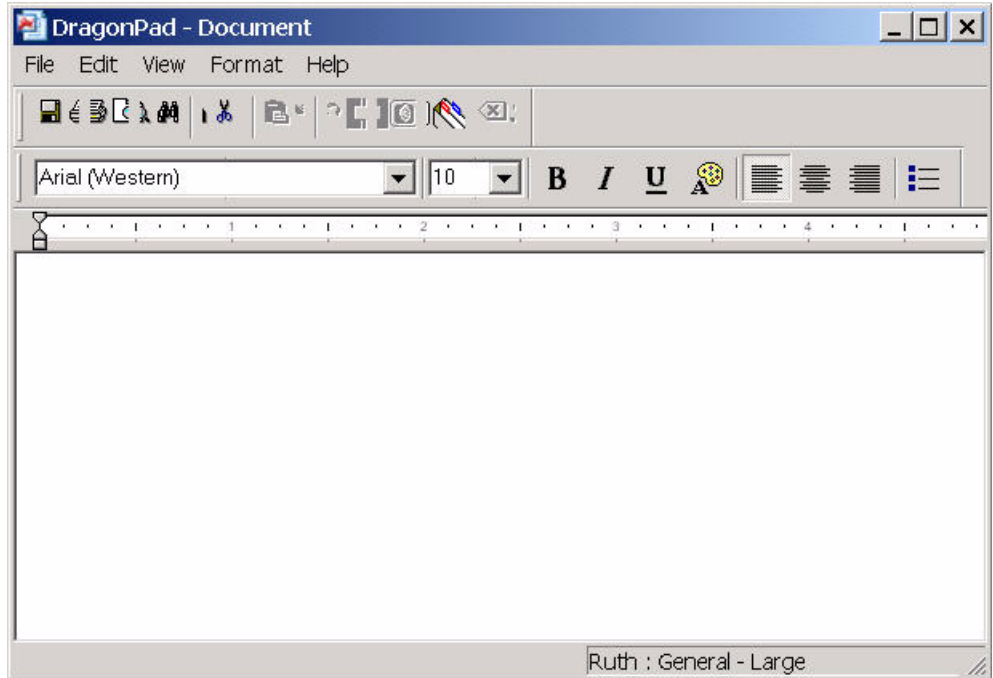 DragonPad - Document
File Edit View Format Help
Arial (Western) 10 B I U A
1 2 3 4
Ruth : General - Large